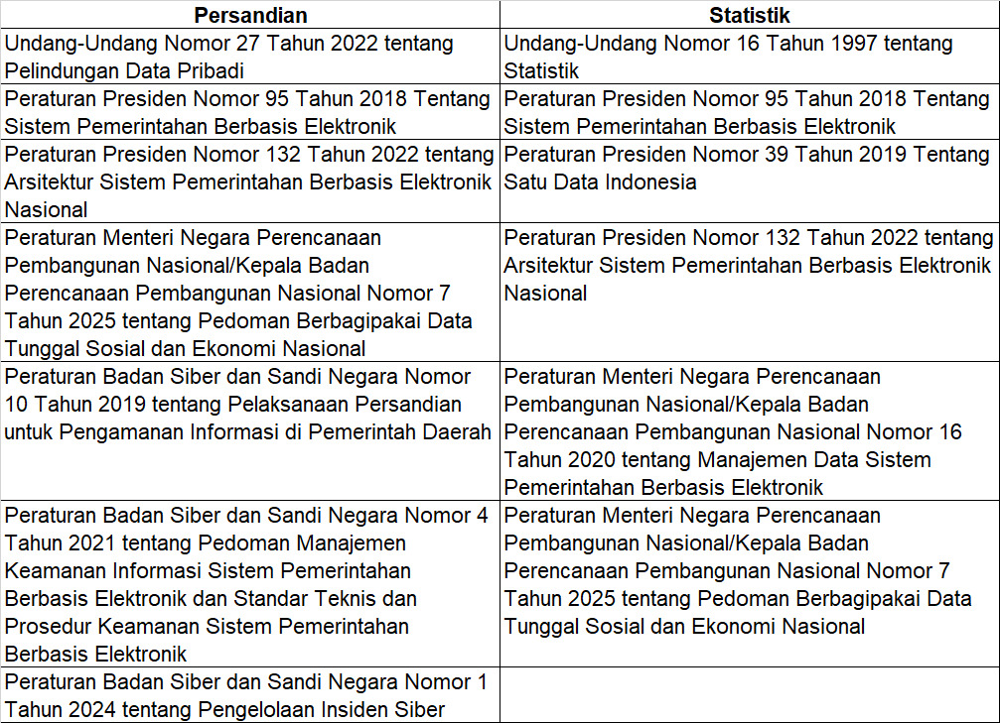 Persandian
Statistik
Undang-Undang Nomor 27 Tahun 2022 tentang
Pelindungan Data Pribadi
Undang-Undang Nomor 16 Tahun 1997 tentang
Statistik
Peraturan Presiden Nomor 95 Tahun 2018 Tentang
Sistem Pemerintahan Berbasis Elektronik
Peraturan Presiden Nomor 95 Tahun 2018 Tentang
Sistem Pemerintahan Berbasis Elektronik
Peraturan Presiden Nomor 132 Tahun 2022 tentang
Arsitektur Sistem Pemerintahan Berbasis Elektronik
Nasional
Peraturan Presiden Nomor 39 Tahun 2019 Tentang
Satu Data Indonesia
Peraturan Menteri Negara Perencanaan
Pembangunan Nasional/Kepala Badan
Perencanaan Pembangunan Nasional Nomor 7
Tahun 2025 tentang Pedoman Berbagipakai Data
Tunggal Sosial dan Ekonomi Nasional
Peraturan Presiden Nomor 132 Tahun 2022 tentang
Arsitektur Sistem Pemerintahan Berbasis Elektronik
Nasional
Peraturan Badan Siber dan Sandi Negara Nomor
10 Tahun 2019 tentang Pelaksanaan Persandian
untuk Pengamanan Informasi di Pemerintah Daerah
Peraturan Menteri Negara Perencanaan
Pembangunan Nasional/Kepala Badan
Perencanaan Pembangunan Nasional Nomor 16
Tahun 2020 tentang Manajemen Data Sistem
Pemerintahan Berbasis Elektronik
Peraturan Badan Siber dan Sandi Negara Nomor 4
Tahun 2021 tentang Pedoman Manajemen
Keamanan Informasi Sistem Pemerintahan
Berbasis Elektronik dan Standar Teknis dan
Prosedur Keamanan Sistem Pemerintahan
Berbasis Elektronik
Peraturan Menteri Negara Perencanaan
Pembangunan Nasional/Kepala Badan
Perencanaan Pembangunan Nasional Nomor 7
Tahun 2025 tentang Pedoman Berbagipakai Data
Tunggal Sosial dan Ekonomi Nasional
Peraturan Badan Siber dan Sandi Negara Nomor 1
Tahun 2024 tentang Pengelolaan Insiden Siber